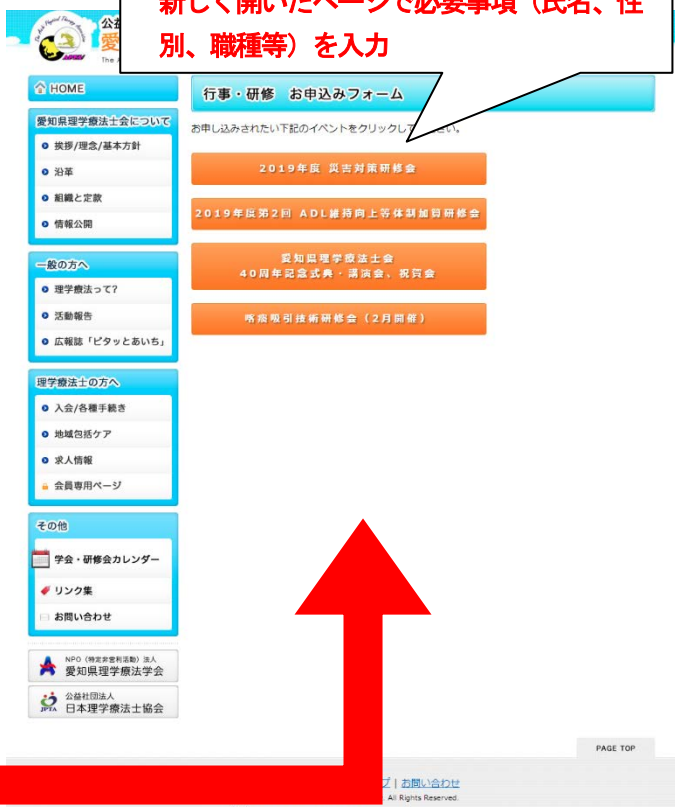 新しく開いたページで必要事項（氏名、性
別、職種等）を入力
公益
愛
The A
HOME
愛知県理学療法士会について
挨拶/理念/基本方針
沿革
組織と定款
情報公開
一般の方へ
理学療法って?
活動報告
広報誌「ピタッとあいち」
理学療法士の方へ
入会/各種手続き
地域包括ケア
求人情報
会員専用ページ
その他
学会・研修会カレンダー
リンク集
お問い合わせ
NPO（特定非営利活動）法人
愛知県理学療法学会
公益社団法人
日本理学療法士協会
JPTA
行事・研修 お申込みフォーム
お申し込みされたい下記のイベントをクリックして
さい。
2019年度 災害対策研修会
2019年度第2回 ADL維持向上等体制加算研修会
愛知県理学療法士会
40周年記念式典・講演会、祝賀会
喀痰吸引技術研修会（2月開催）
PAGE TOP
プ | お問い合わせ
All Rights Reserved.